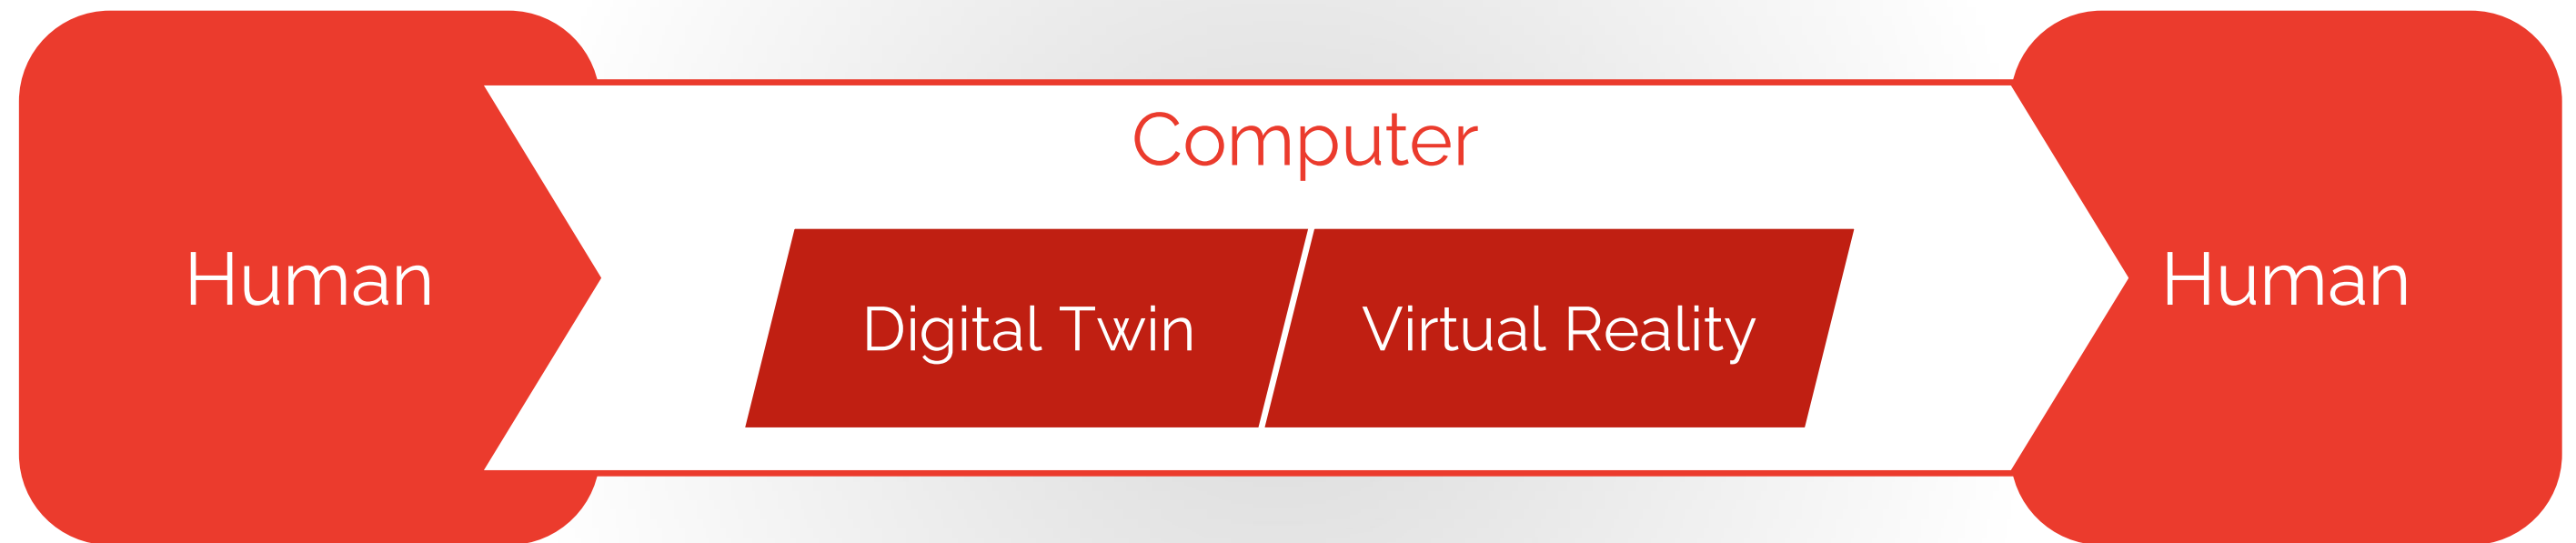 Computer
Human
Digital Twin
Virtual Reality
Human